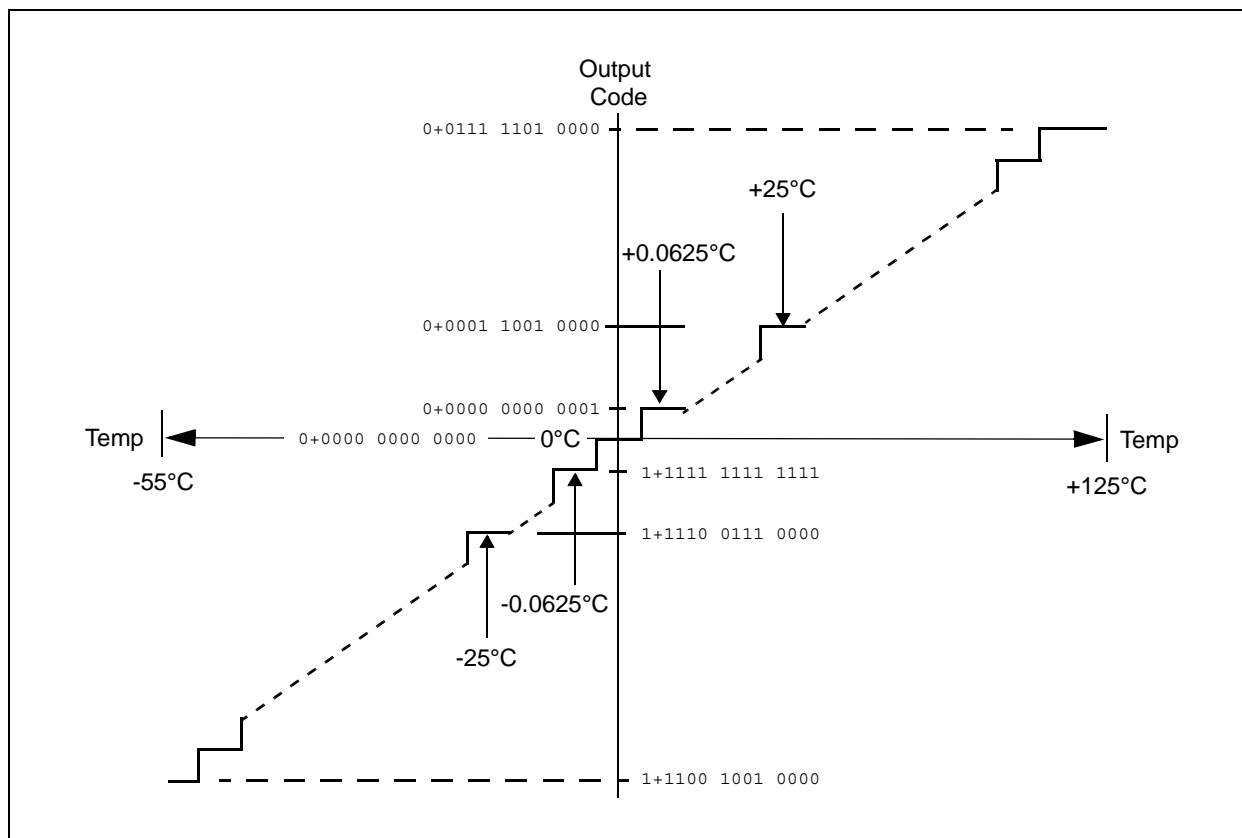 Output
Code
0+0111 1101 0000
+25°C
+0.0625°C
0+0001 1001 0000
0+0000 0000 0001
Temp
0+0000 0000 0000
0°C
Temp
-55°C
1+1111 1111 1111
+125°C
1+1110 0111 0000
-0.0625°C
-25°C
1+1100 1001 0000